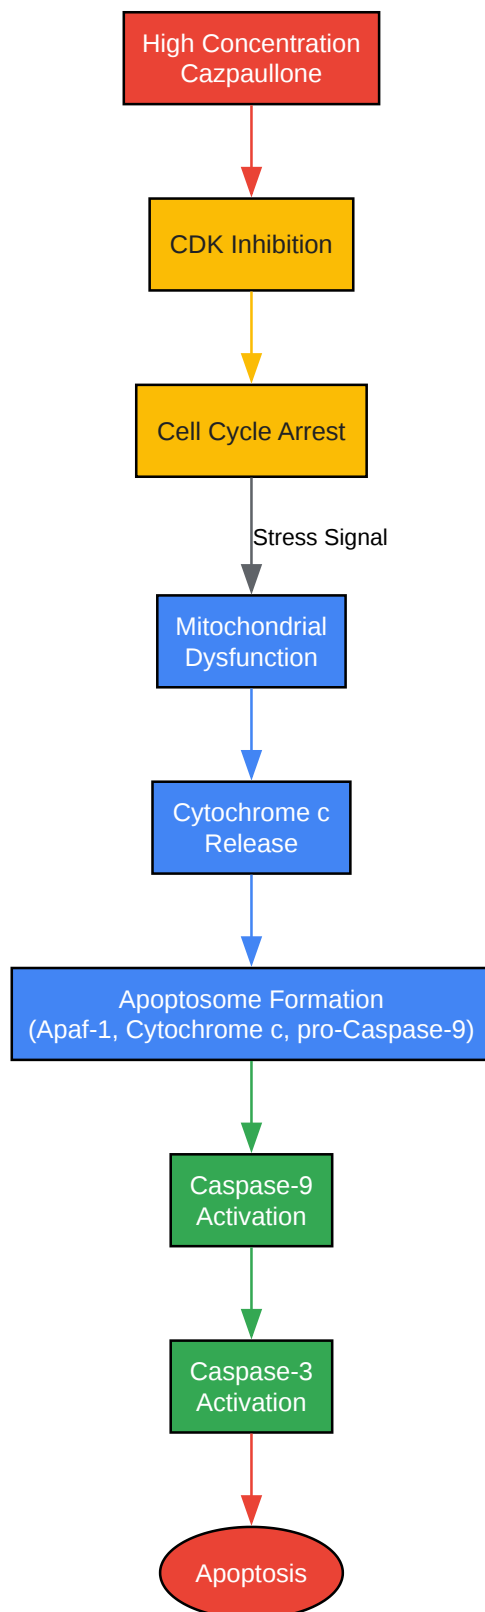 High Concentration
Cazpaullone
CDK Inhibition
Cell Cycle Arrest
Stress Signal
Mitochondrial
Dysfunction
Cytochrome c
Release
Apoptosome Formation
(Apaf-1, Cytochrome c, pro-Caspase-9)
Caspase-9
Activation
Caspase-3
Activation
Apoptosis